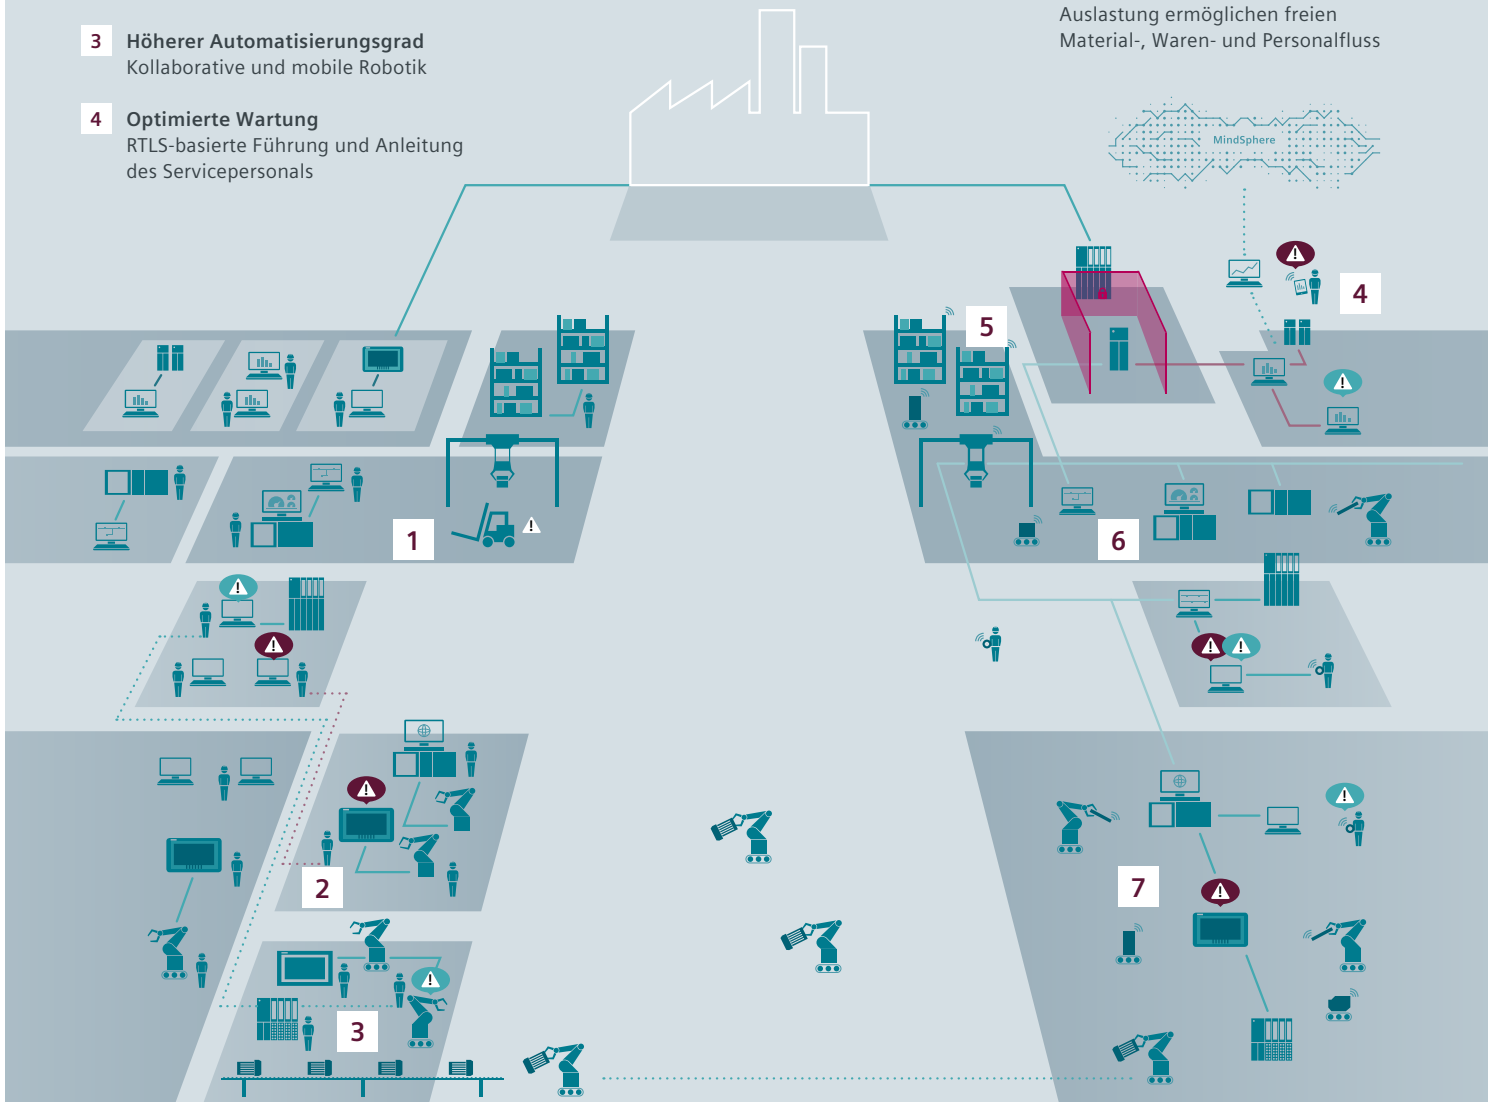 3 Höherer Automatisierungsgrad
Kollaborative und mobile Robotik
4 Optimierte Wartung
RTLS-basierte Führung und Anleitung
des Servicepersonals
Auslastung ermöglichen freien
Material-, Waren- und Personalfluss
MindSphere
4
5
1
6
2
7
3